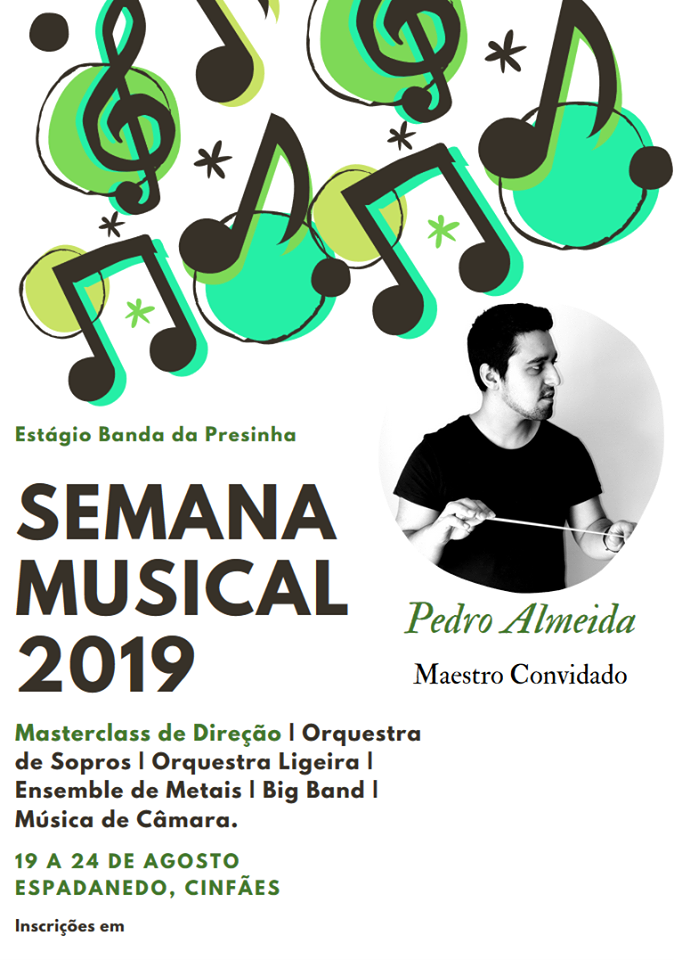 Estágio Banda da Presinha
SEMANA
MUSICAL
2019
Pedro Almeida
Maestro Convidado
Masterclass de Direção | Orquestra
de Sopros | Orquestra Ligeira |
Ensemble de Metais | Big Band |
Música de Câmara.
19 A 24 DE AGOSTO
ESPADANEDO, CINFÃES
Inscrições em